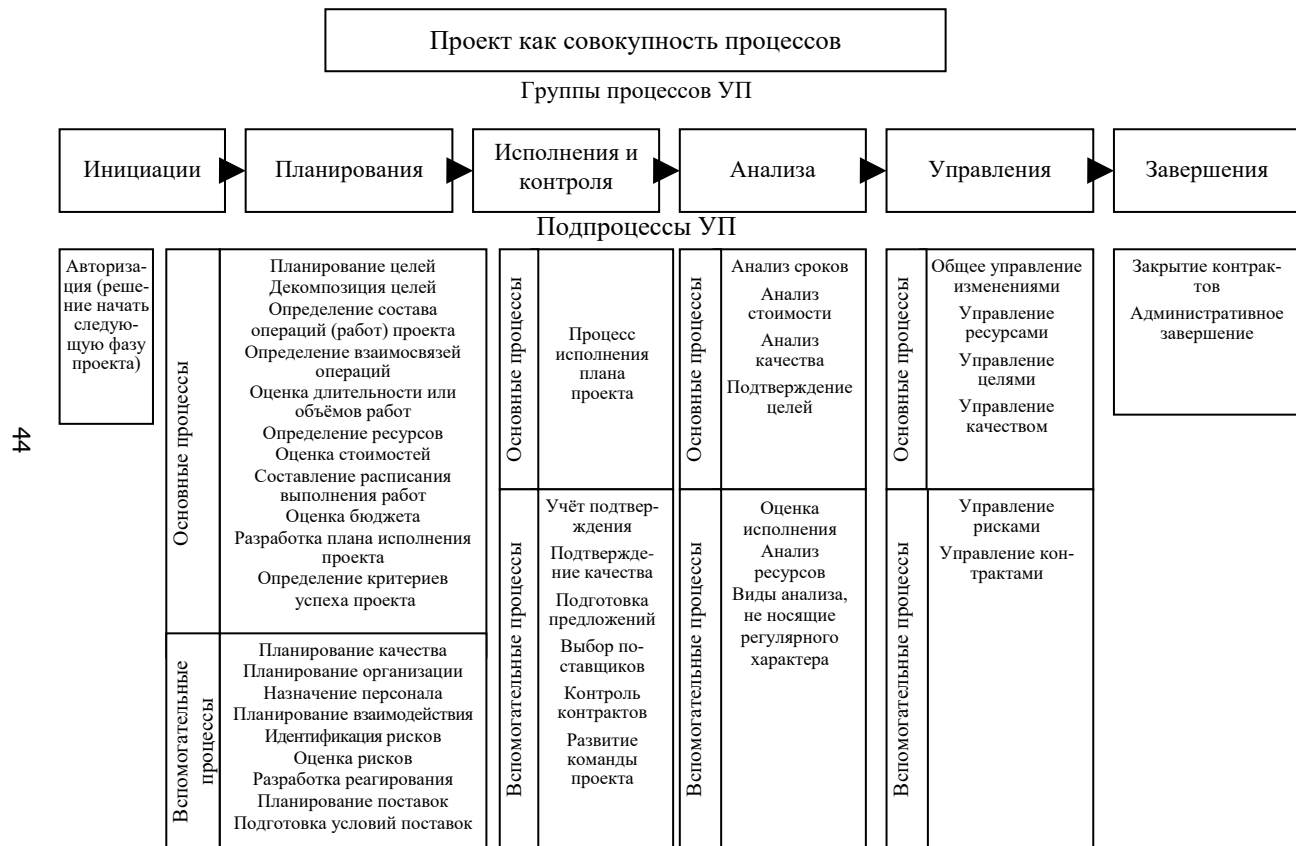 Проект как совокупность процессов
Группы процессов УП
Инициации
Планирования
Исполнения и
контроля
Анализа
Управления
Завершения
Подпроцессы УП
Авториза-
ция (реше-
ние начать
следую-
щую фазу
проекта)
Основные процессы
Планирование целей
Декомпозиция целей
Определение состава
операций (работ) проекта
Определение взаимосвязей
операций
Оценка длительности или
объёмов работ
Определение ресурсов
Оценка стоимостей
Составление расписания
выполнения работ
Оценка бюджета
Разработка плана исполнения
проекта
Определение критериев
успеха проекта
Вспомогательные
процессы
Планирование качества
Планирование организации
Назначение персонала
Планирование взаимодействия
Идентификация рисков
Оценка рисков
Разработка реагирования
Планирование поставок
Подготовка условий поставок
Основные процессы
Процесс
исполнения
плана
проекта
Вспомогательные процессы
Учёт подтвер-
ждения
Подтвержде-
ние качества
Подготовка
предложений
Выбор по-
ставщиков
Контроль
контрактов
Развитие
команды
проекта
Основные процессы
Анализ сроков
Анализ
стоимости
Анализ
качества
Подтверждение
целей
Вспомогательные процессы
Оценка
исполнения
Анализ
ресурсов
Виды анализа,
не носящие
регулярного
характера
Основные процессы
Общее управление
изменениями
Управление
ресурсами
Управление
целями
Управление
качеством
Вспомогательные процессы
Управление
рисками
Управление кон-
трактами
Закрытие контрак-
тов
Административное
завершение
44